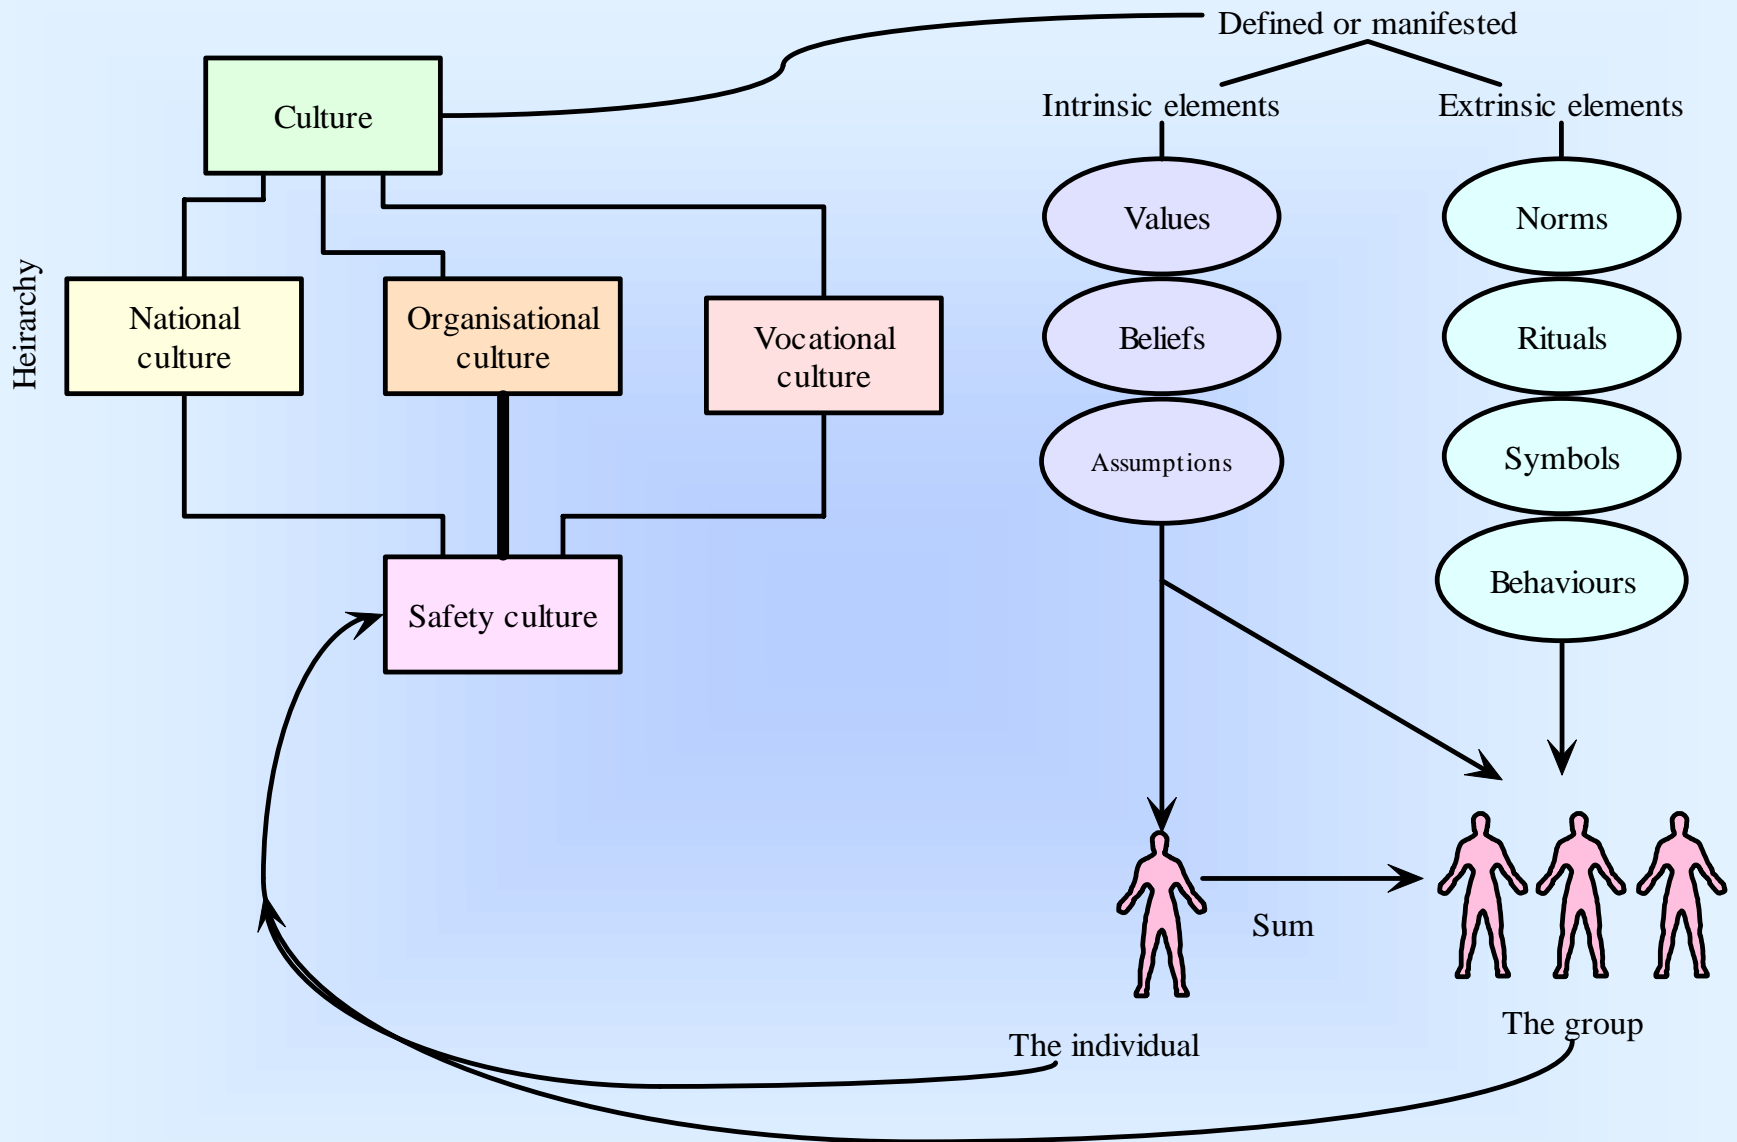 Defined or manifested
Culture
Intrinsic elements
Extrinsic elements
Values
Norms
Heirarchy
National
culture
Organisational
culture
Vocational
culture
Beliefs
Rituals
Assumptions
Symbols
Behaviours
Safety culture
Sum
The individual
The group